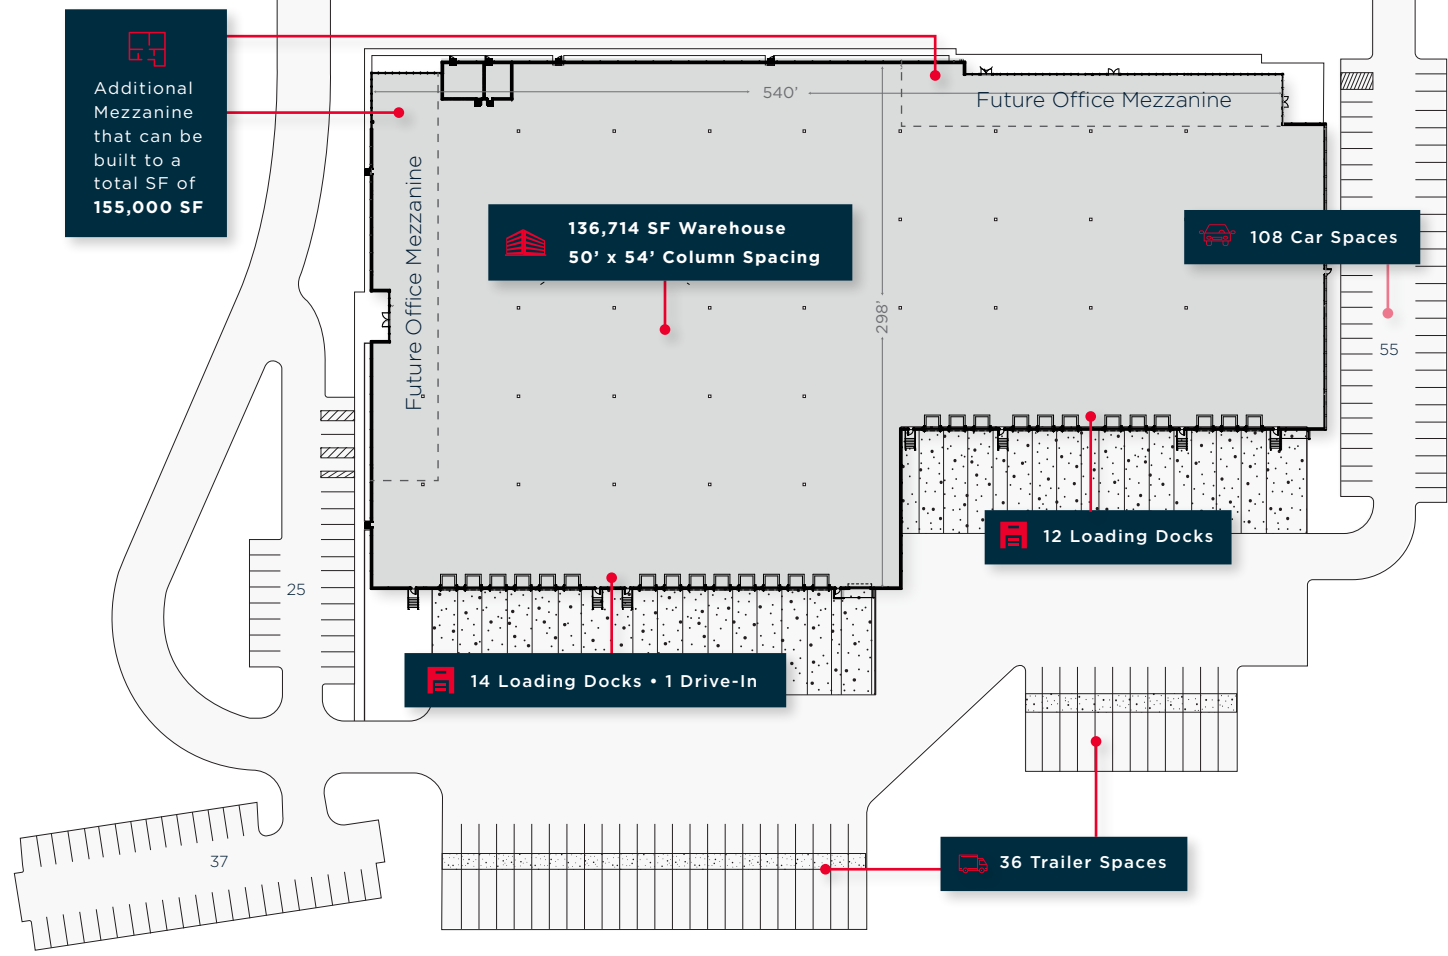 Additional
Mezzanine
that can be
built to a
total SF of
155,000 SF
540’
Future Office Mezzanine
Future Office Mezzanine
136,714 SF Warehouse
50’ x 54’ Column Spacing
108 Car Spaces
298’
55
12 Loading Docks
25
14 Loading Docks • 1 Drive-In
37
36 Trailer Spaces